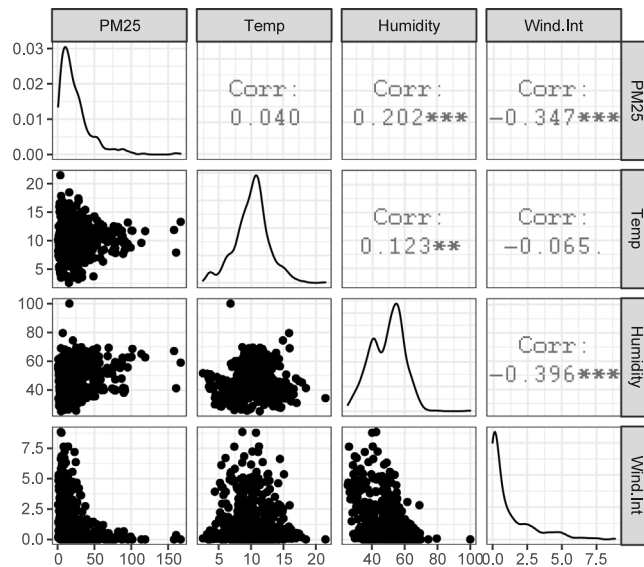 PM25 Temp Humidity Wind.Int
0.03
0.02
0.01
0.00
Corr:
0.040
Corr:
0.202***
Corr:
-0.347***
PM25
20
15
10
5
Corr:
0.123**
Corr:
-0.065.
Temp
100
80
60
40
Corr:
-0.396***
Humidity
7.5
5.0
2.5
0.0
Wind.Int
0 50 100 150 5 10 15 20 40 60 80 100 0.0 2.5 5.0 7.5